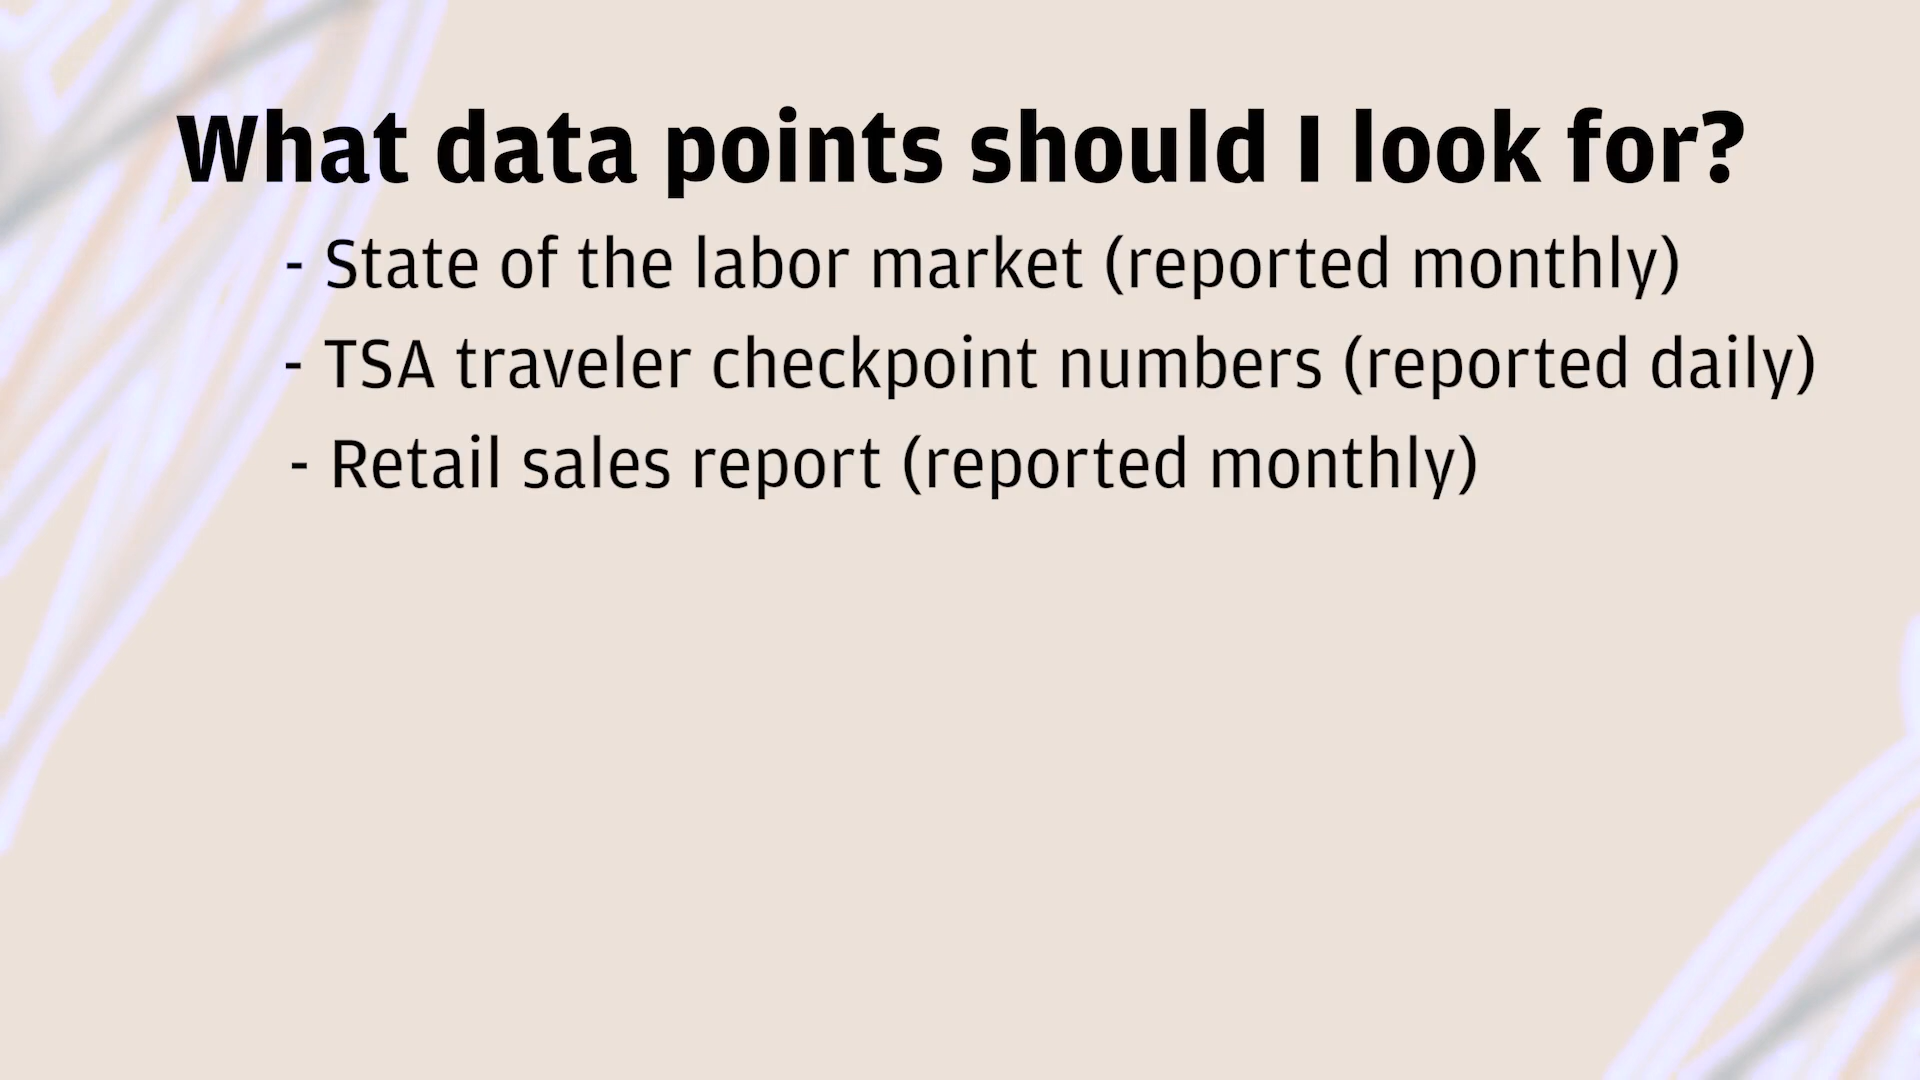 What data points should I look for?
- State of the labor market (reported monthly)
- TSA traveler checkpoint numbers (reported daily)
- Retail sales report (reported monthly)